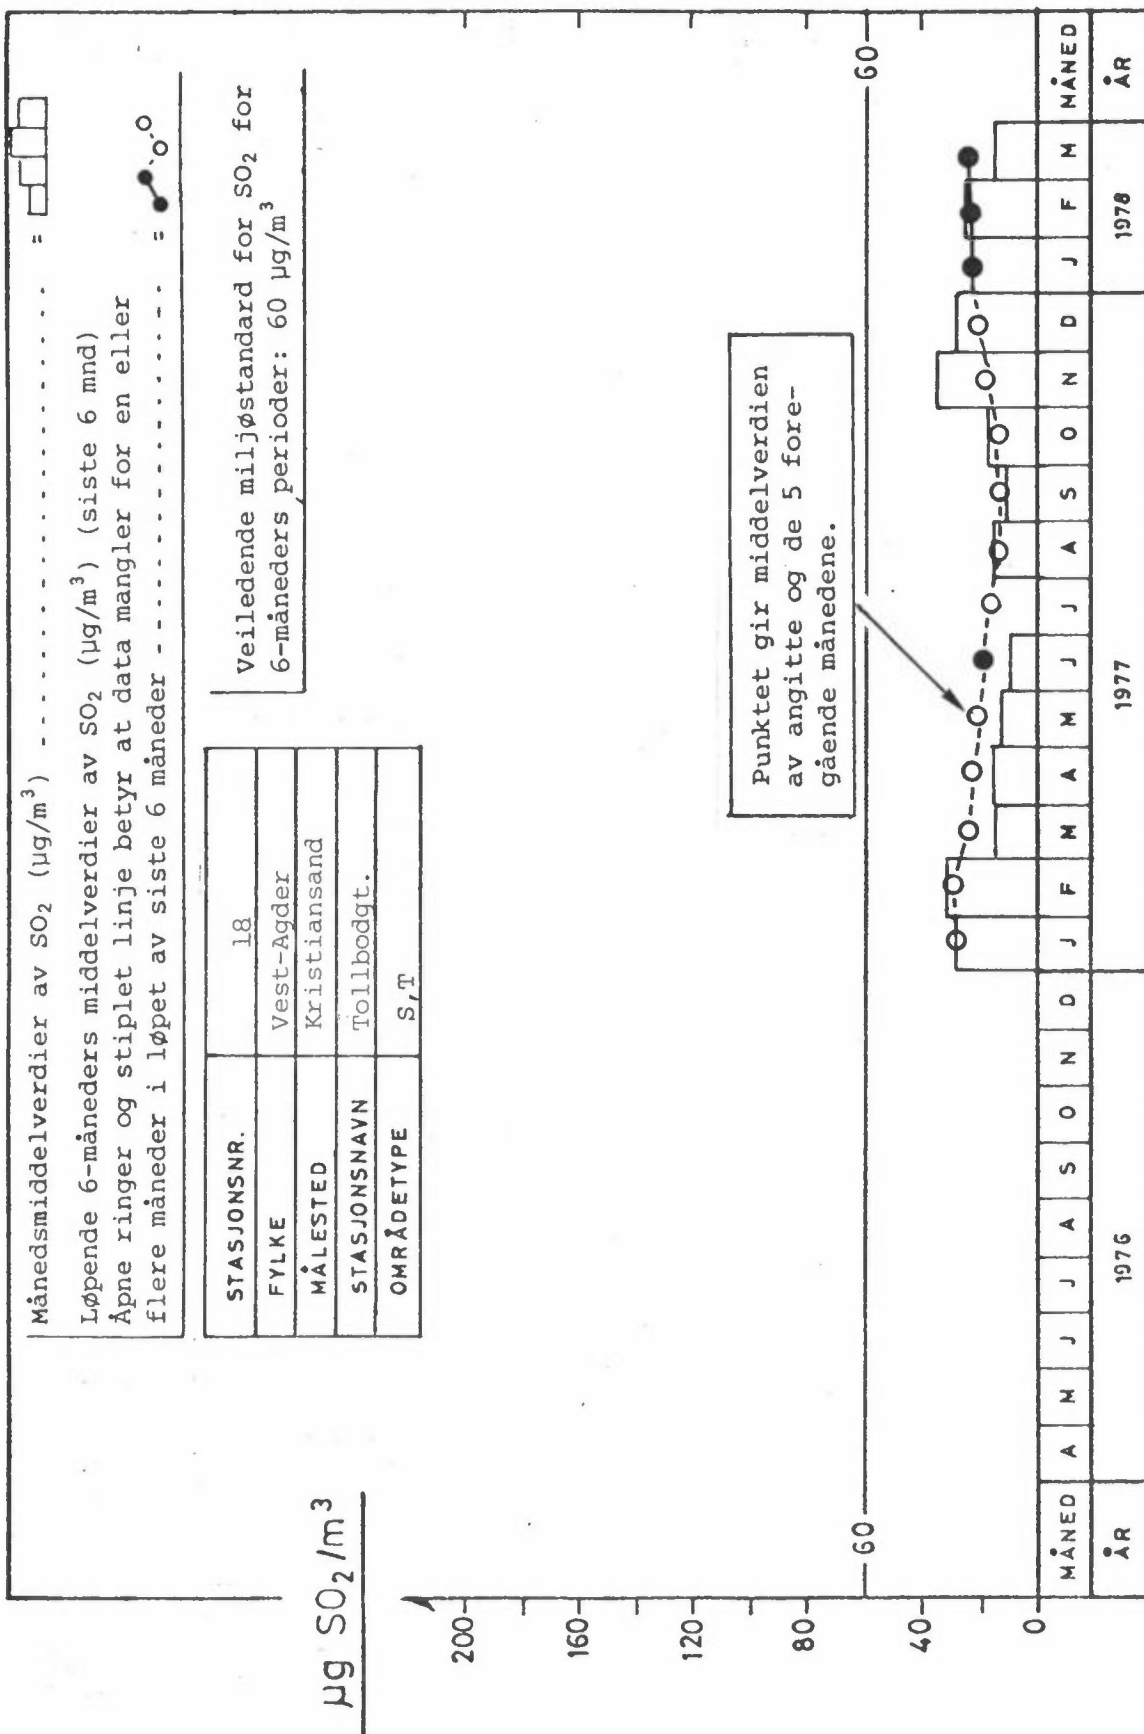 Månedsmiddelverdier av SO₂ (µg/m³) - - - - - - - - - - - - - - - - - - - - =
Løpende 6-måneders middelverdier av SO₂ (µg/m³) (siste 6 mnd)
Åpne ringer og stiplet linje betyr at data mangler for en eller
flere måneder i løpet av siste 6 måneder - - - - - - - - - - - - - - - - =
STASJONSNR. 18
FYLKE Vest-Agder
MÅLESTED Kristiansand
STASJONSNAVN Tollbodgt.
OMRÅDETYPE S,T
Veiledende miljøstandard for SO₂ for
6-måneders perioder: 60 µg/m³
µg SO₂/m³
200
160
120
80
40
0
60
60
Punktet gir middelverdien
av angitte og de 5 fore-
gående månedene.
MÅNED A M J J A S O N D J F M A M J J A S O N D J F M MÅNED
ÅR 1976 1977 1978 ÅR